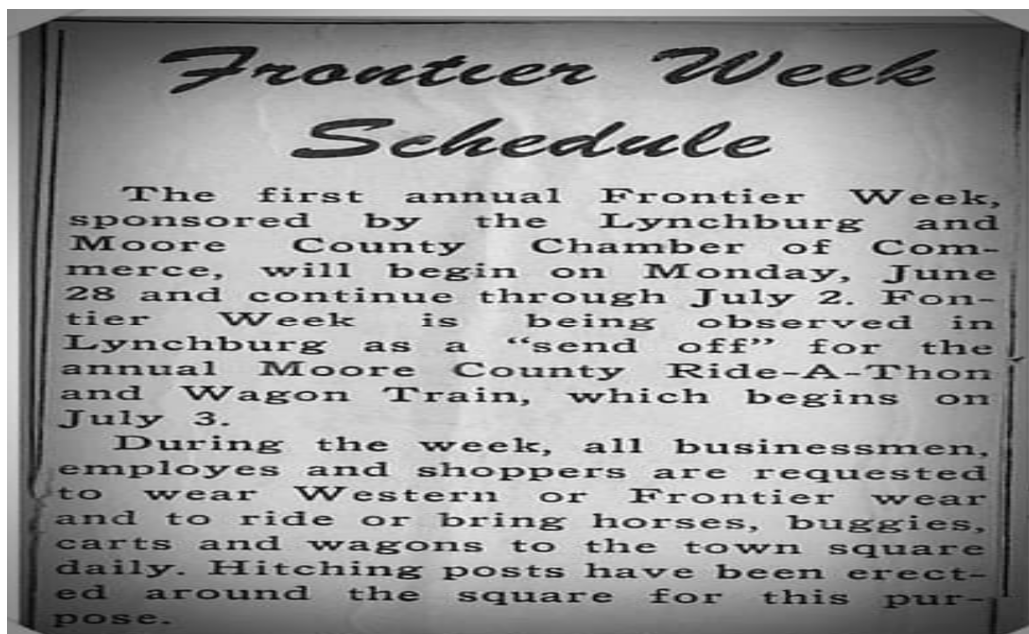 Frontier Week
Schedule
The first annual Frontier Week,
sponsored by the Lynchburg and
Moore County Chamber of Com-
merce, will begin on Monday, June
28 and continue through July 2. Fon-
tier Week is being observed in
Lynchburg as a “send off” for the
annual Moore County Ride-A-Thon
and Wagon Train, which begins on
July 3.
During the week, all businessmen,
employes and shoppers are requested
to wear Western or Frontier wear
and to ride or bring horses, buggies,
carts and wagons to the town square
daily. Hitching posts have been erect-
ed around the square for this pur-
pose.